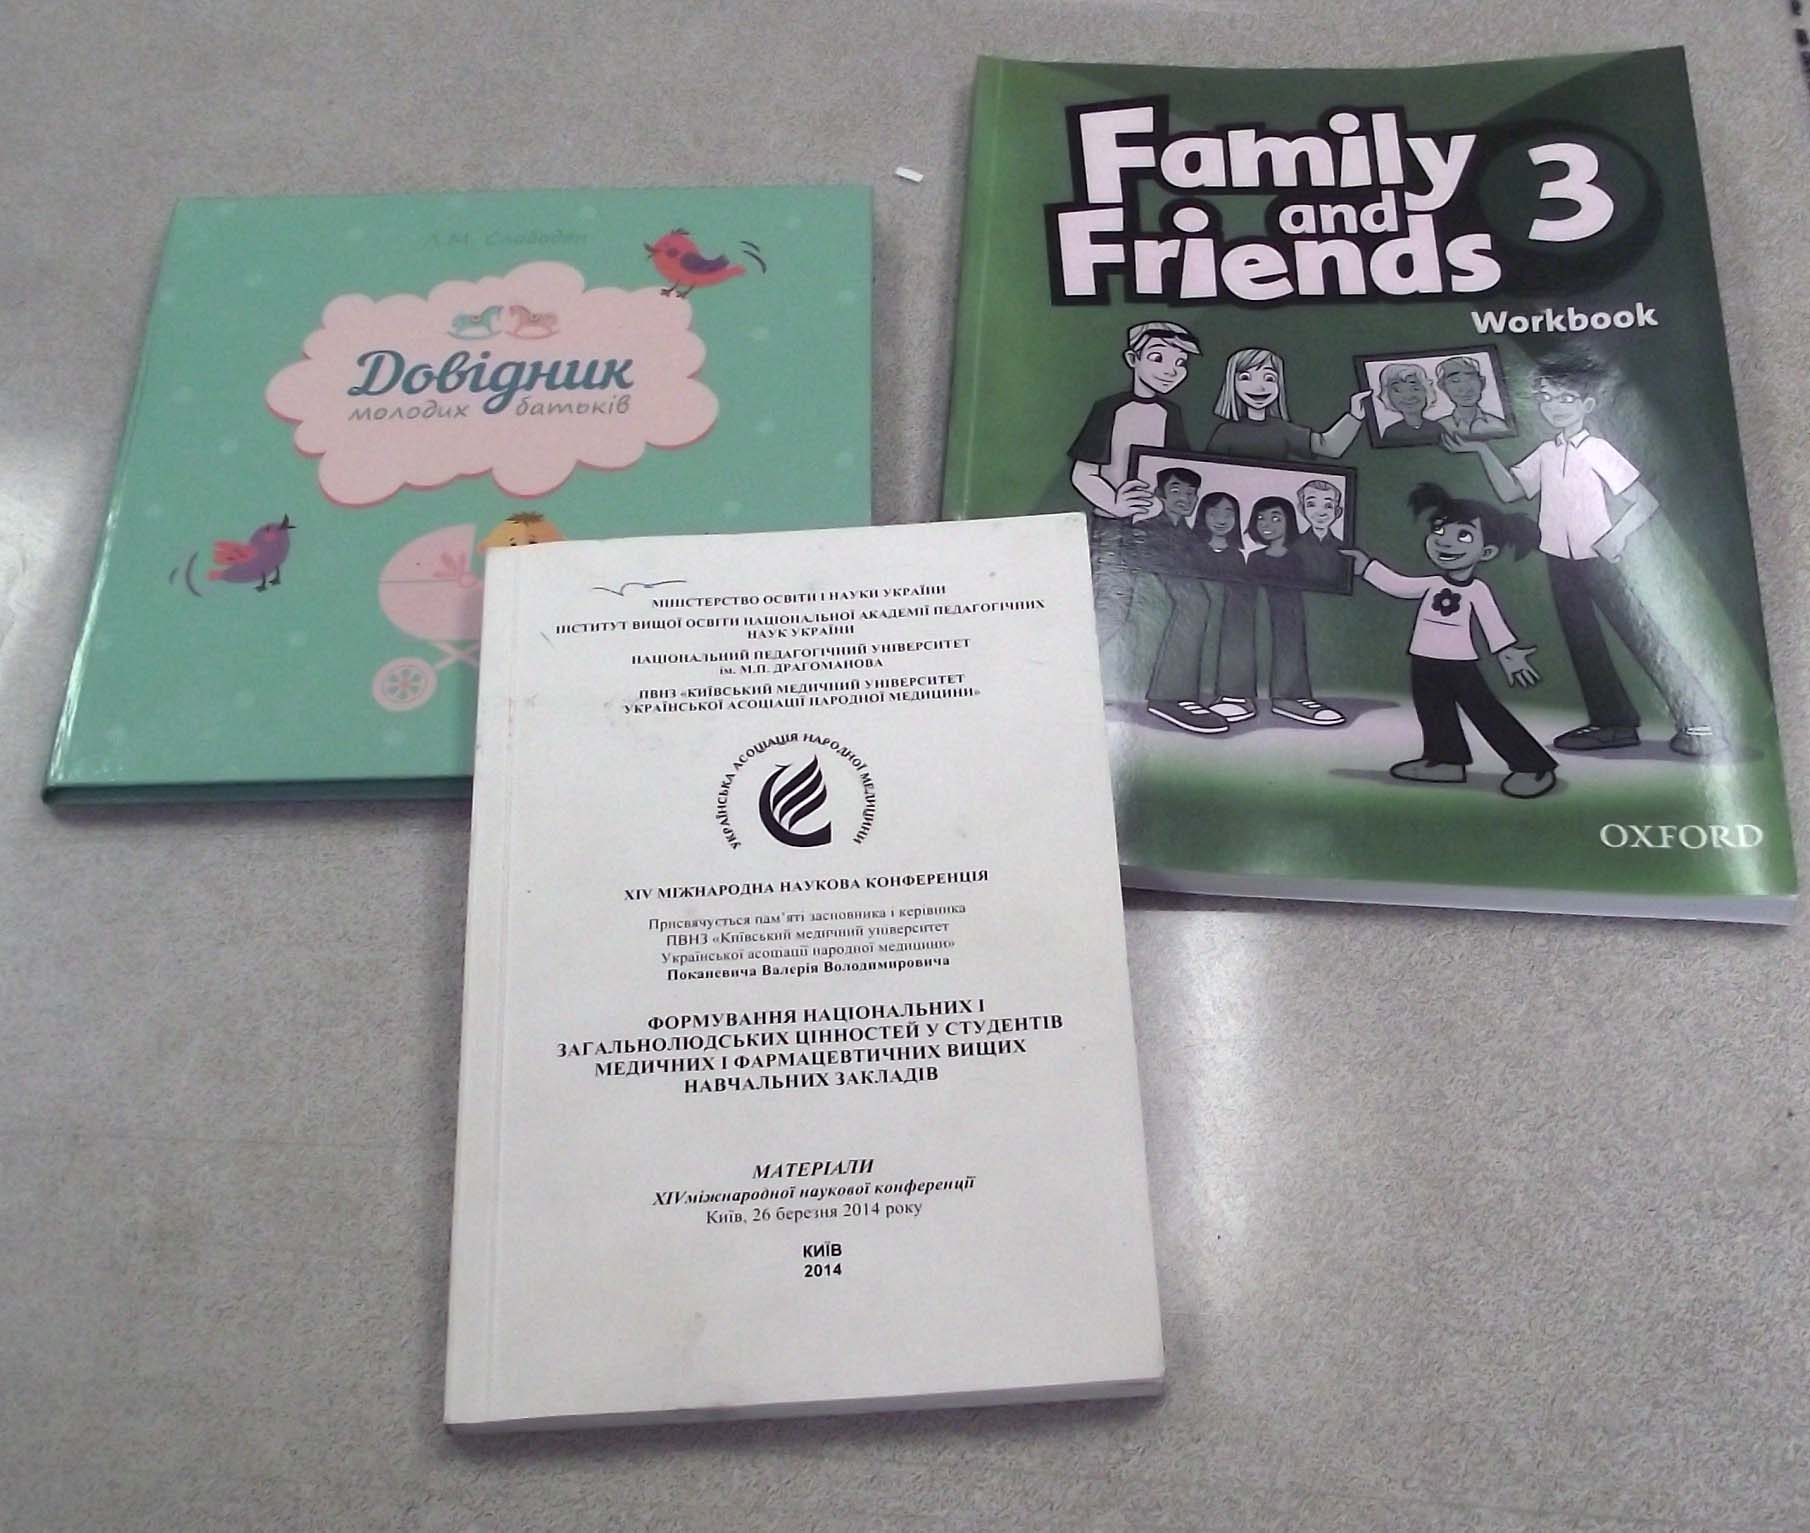 Л.М. Слободян
Довідник
молодих батьків
Family
and
Friends
3
Workbook
OXFORD
МІНІСТЕРСТВО ОСВІТИ І НАУКИ УКРАЇНИ
ІНСТИТУТ ВИЩОЇ ОСВІТИ НАЦІОНАЛЬНОЇ АКАДЕМІЇ ПЕДАГОГІЧНИХ
НАУК УКРАЇНИ
НАЦІОНАЛЬНИЙ ПЕДАГОГІЧНИЙ УНІВЕРСИТЕТ
ім. М.П. ДРАГОМАНОВА
ПВНЗ «КИЇВСЬКИЙ МЕДИЧНИЙ УНІВЕРСИТЕТ
УКРАЇНСЬКОЇ АСОЦІАЦІЇ НАРОДНОЇ МЕДИЦИНИ»
УКРАЇНСЬКА АСОЦІАЦІЯ НАРОДНОЇ МЕДИЦИНИ
XIV МІЖНАРОДНА НАУКОВА КОНФЕРЕНЦІЯ
Присвячується пам'яті засновника і керівника
ПВНЗ «Київський медичний університет
Української асоціації народної медицини»
Поканевича Валерія Володимировича
ФОРМУВАННЯ НАЦІОНАЛЬНИХ І
ЗАГАЛЬНОЛЮДСЬКИХ ЦІННОСТЕЙ У СТУДЕНТІВ
МЕДИЧНИХ І ФАРМАЦЕВТИЧНИХ ВИЩИХ
НАВЧАЛЬНИХ ЗАКЛАДІВ
МАТЕРІАЛИ
XIVміжнародної наукової конференції
Київ, 26 березня 2014 року
КИЇВ
2014